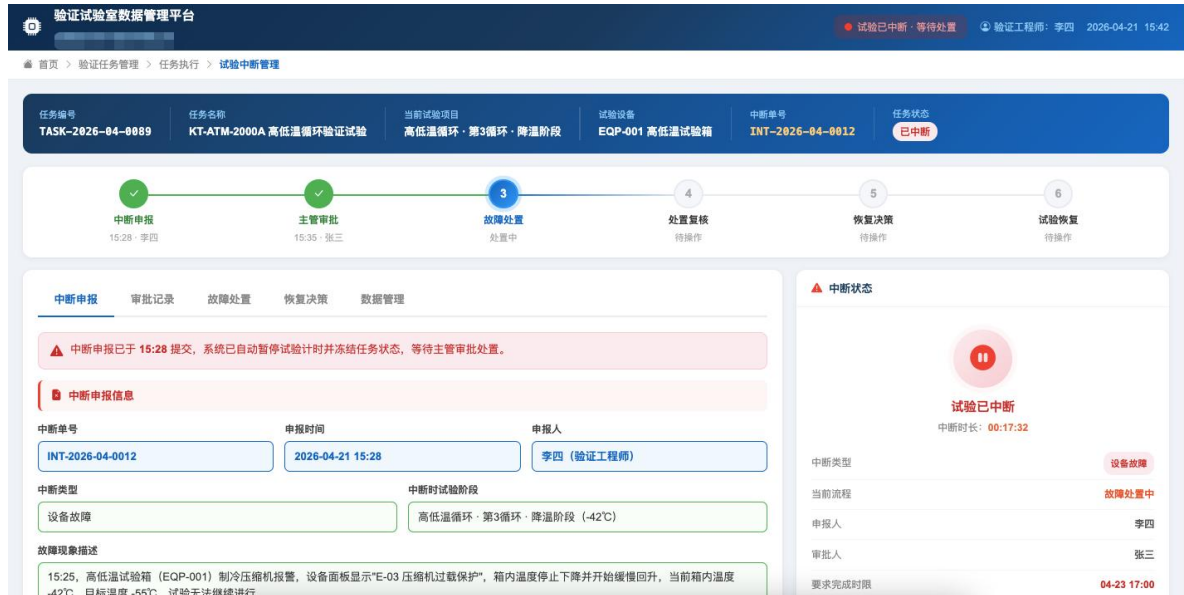 验证试验室数据管理平台
试验已中断 · 等待处置
验证工程师：李四
2026-04-21 15:42
首页 > 验证任务管理 > 任务执行 > 试验中断管理
任务编号
TASK-2026-04-0089
任务名称
KT-ATM-2000A 高低温循环验证试验
当前试验项目
高低温循环 · 第3循环 · 降温阶段
试验设备
EQP-001 高低温试验箱
中断单号
INT-2026-04-0012
任务状态
已中断
中断申报
15:28 · 李四
主管审批
15:35 · 张三
3
故障处置
处置中
4
处置复核
待操作
5
恢复决策
待操作
6
试验恢复
待操作
中断申报 审批记录 故障处置 恢复决策 数据管理
中断申报已于 15:28 提交，系统已自动暂停试验计时并冻结任务状态，等待主管审批处置。
中断申报信息
中断单号
INT-2026-04-0012
申报时间
2026-04-21 15:28
申报人
李四（验证工程师）
中断类型
设备故障
中断时试验阶段
高低温循环 · 第3循环 · 降温阶段（-42℃）
故障现象描述
15:25，高低温试验箱（EQP-001）制冷压缩机报警，设备面板显示"E-03 压缩机过载保护"，箱内温度停止下降并开始缓慢回升，当前箱内温度
-42℃，目标温度 -55℃，试验无法继续进行
中断状态
试验已中断
中断时长：00:17:32
中断类型
设备故障
当前流程
故障处置中
申报人
李四
审批人
张三
要求完成时限
04-23 17:00